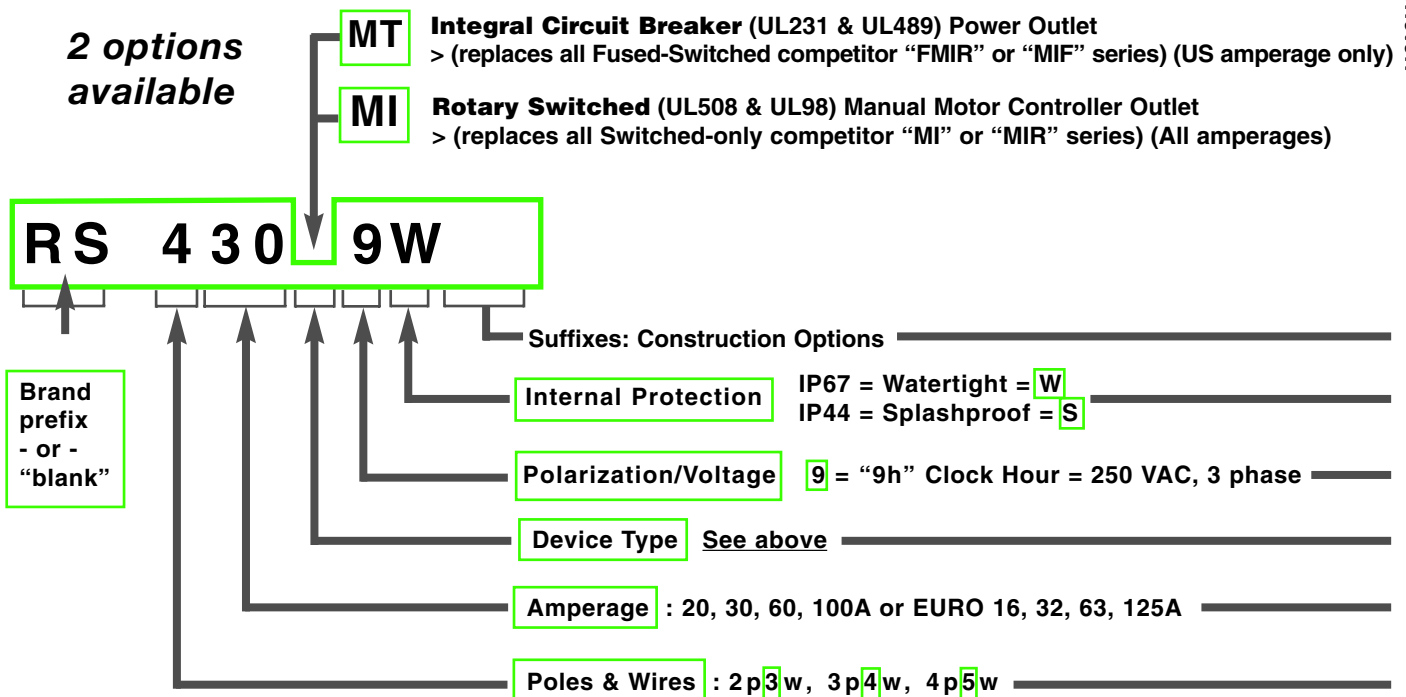 2 options
available
MT
Integral Circuit Breaker (UL231 & UL489) Power Outlet
> (replaces all Fused-Switched competitor “FMIR” or “MIF” series) (US amperage only)
MI
Rotary Switched (UL508 & UL98) Manual Motor Controller Outlet
> (replaces all Switched-only competitor “MI” or “MIR” series) (All amperages)
RS 430 9W
Suffixes: Construction Options
Brand
prefix
- or -
“blank”
Internal Protection
IP67 = Watertight = W
IP44 = Splashproof = S
Polarization/Voltage 9 = “9h” Clock Hour = 250 VAC, 3 phase
Device Type See above
Amperage : 20, 30, 60, 100A or EURO 16, 32, 63, 125A
Poles & Wires : 2p3w, 3p4w, 4p5w